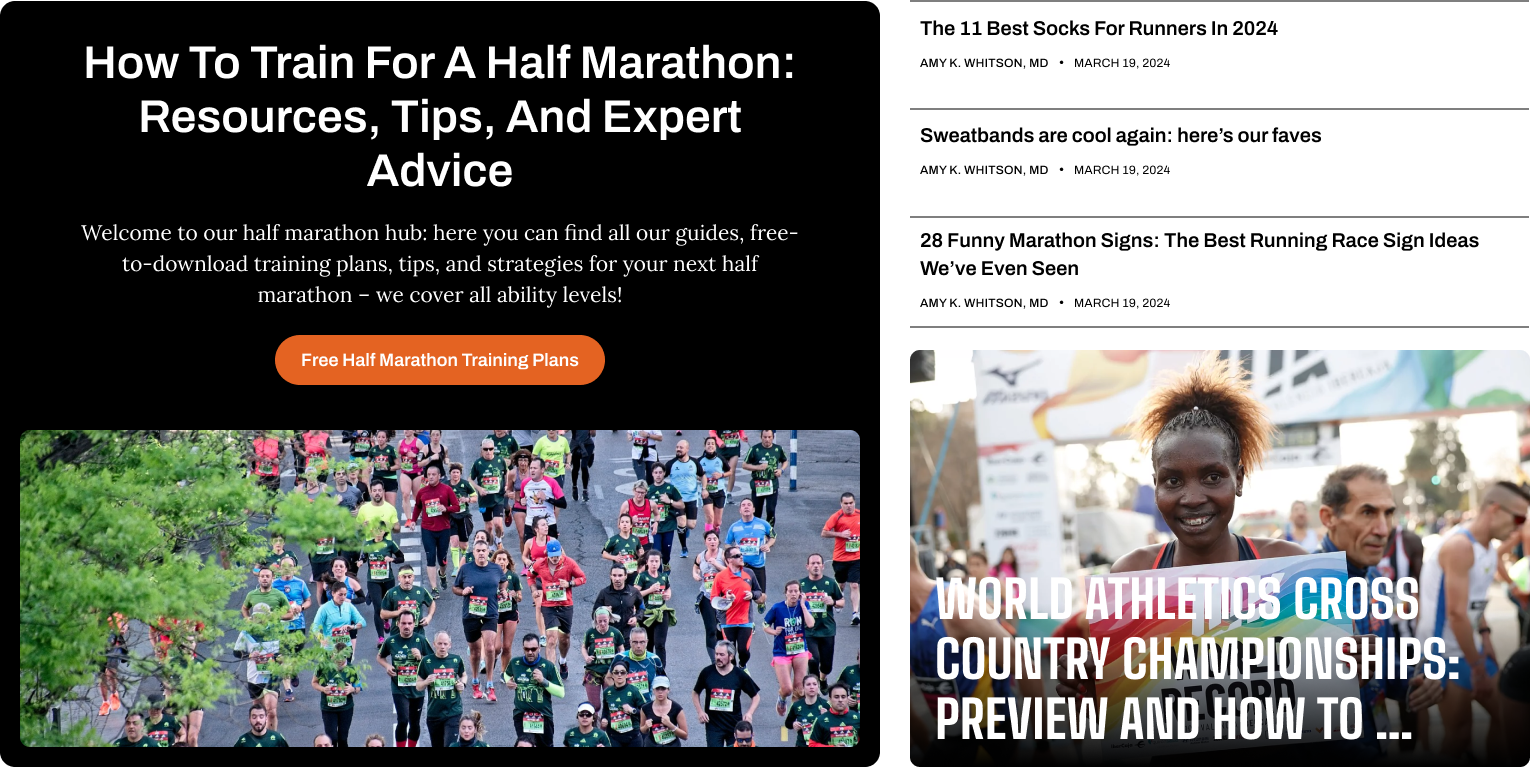 How To Train For A Half Marathon:
Resources, Tips, And Expert
Advice
Welcome to our half marathon hub: here you can find all our guides, free-
to-download training plans, tips, and strategies for your next half
marathon – we cover all ability levels!
Free Half Marathon Training Plans
RUN
The 11 Best Socks For Runners In 2024
AMY K. WHITSON, MD • MARCH 19, 2024
Sweatbands are cool again: here’s our faves
AMY K. WHITSON, MD • MARCH 19, 2024
28 Funny Marathon Signs: The Best Running Race Sign Ideas
We’ve Even Seen
AMY K. WHITSON, MD • MARCH 19, 2024
MIZUNO
WORLD ATHLETICS CROSS
COUNTRY CHAMPIONSHIPS:
PREVIEW AND HOW TO ...
RECORD